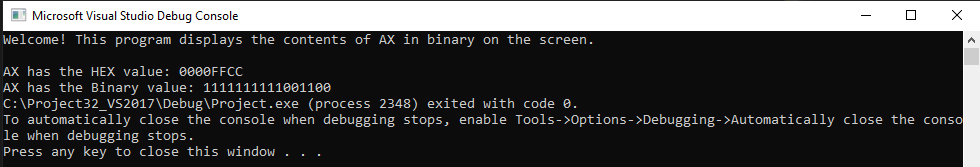 Microsoft Visual Studio Debug Console
Welcome! This program displays the contents of AX in binary on the screen.
AX has the HEX value: 0000FFCC
AX has the Binary value: 1111111111001100
C:\Project32_VS2017\Debug\Project.exe (process 2348) exited with code 0.
To automatically close the console when debugging stops, enable Tools->Options->Debugging->Automatically close the conso
le when debugging stops.
Press any key to close this window . . .